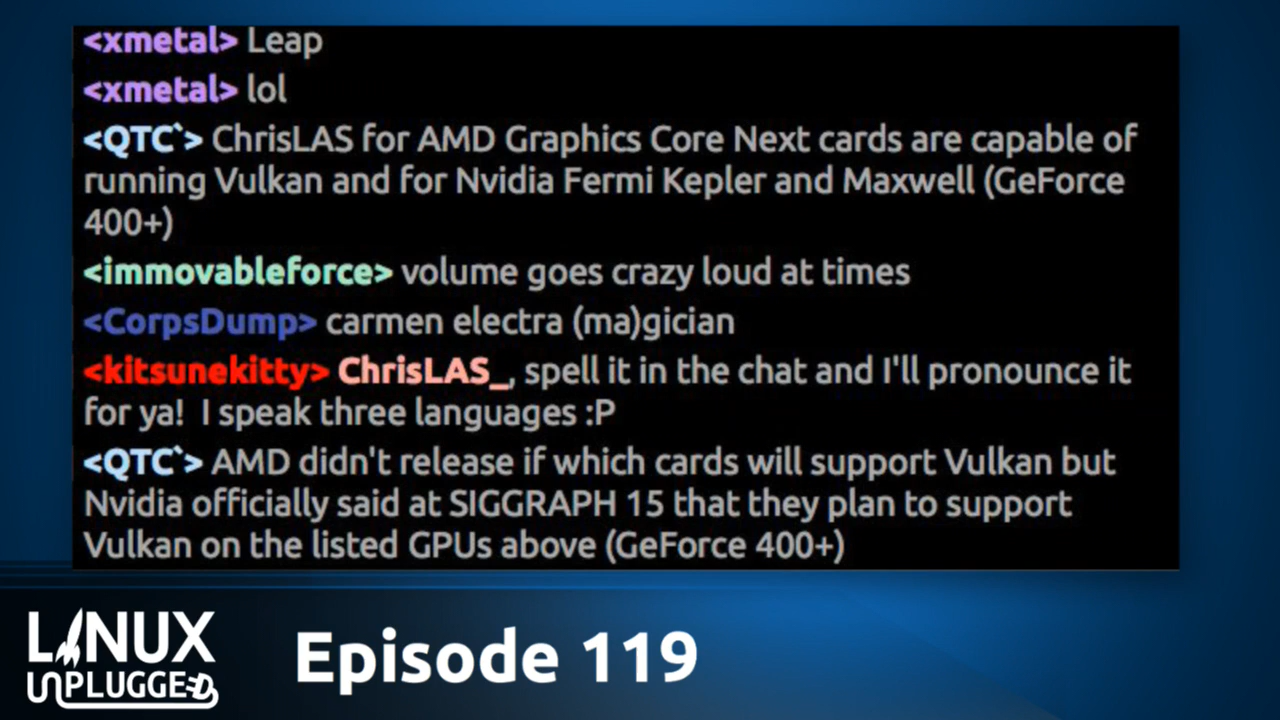 <xmetal> Leap
<xmetal> lol
<QTC`> ChrisLAS for AMD Graphics Core Next cards are capable of
running Vulkan and for Nvidia Fermi Kepler and Maxwell (GeForce
400+)
<immovableforce> volume goes crazy loud at times
<CorpsDump> carmen electra (ma)gician
<kitsunekitty> ChrisLAS_, spell it in the chat and I'll pronounce it
for ya!  I speak three languages :P
<QTC`> AMD didn't release if which cards will support Vulkan but
Nvidia officially said at SIGGRAPH 15 that they plan to support
Vulkan on the listed GPUs above (GeForce 400+)
LINUX
UNPLUGGED
Episode 119